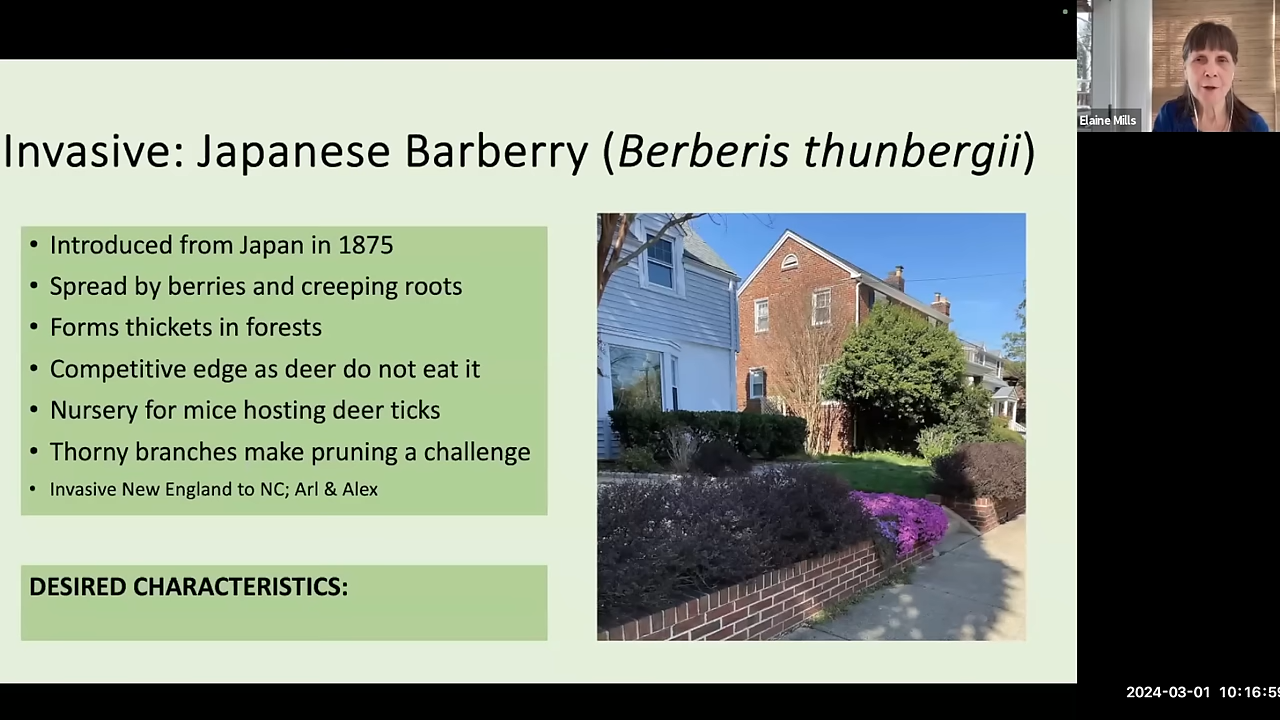 Elaine Mills
Invasive: Japanese Barberry (Berberis thunbergii)
• Introduced from Japan in 1875
• Spread by berries and creeping roots
• Forms thickets in forests
• Competitive edge as deer do not eat it
• Nursery for mice hosting deer ticks
• Thorny branches make pruning a challenge
• Invasive New England to NC; Arl & Alex
DESIRED CHARACTERISTICS:
2024-03-01 10:16:59